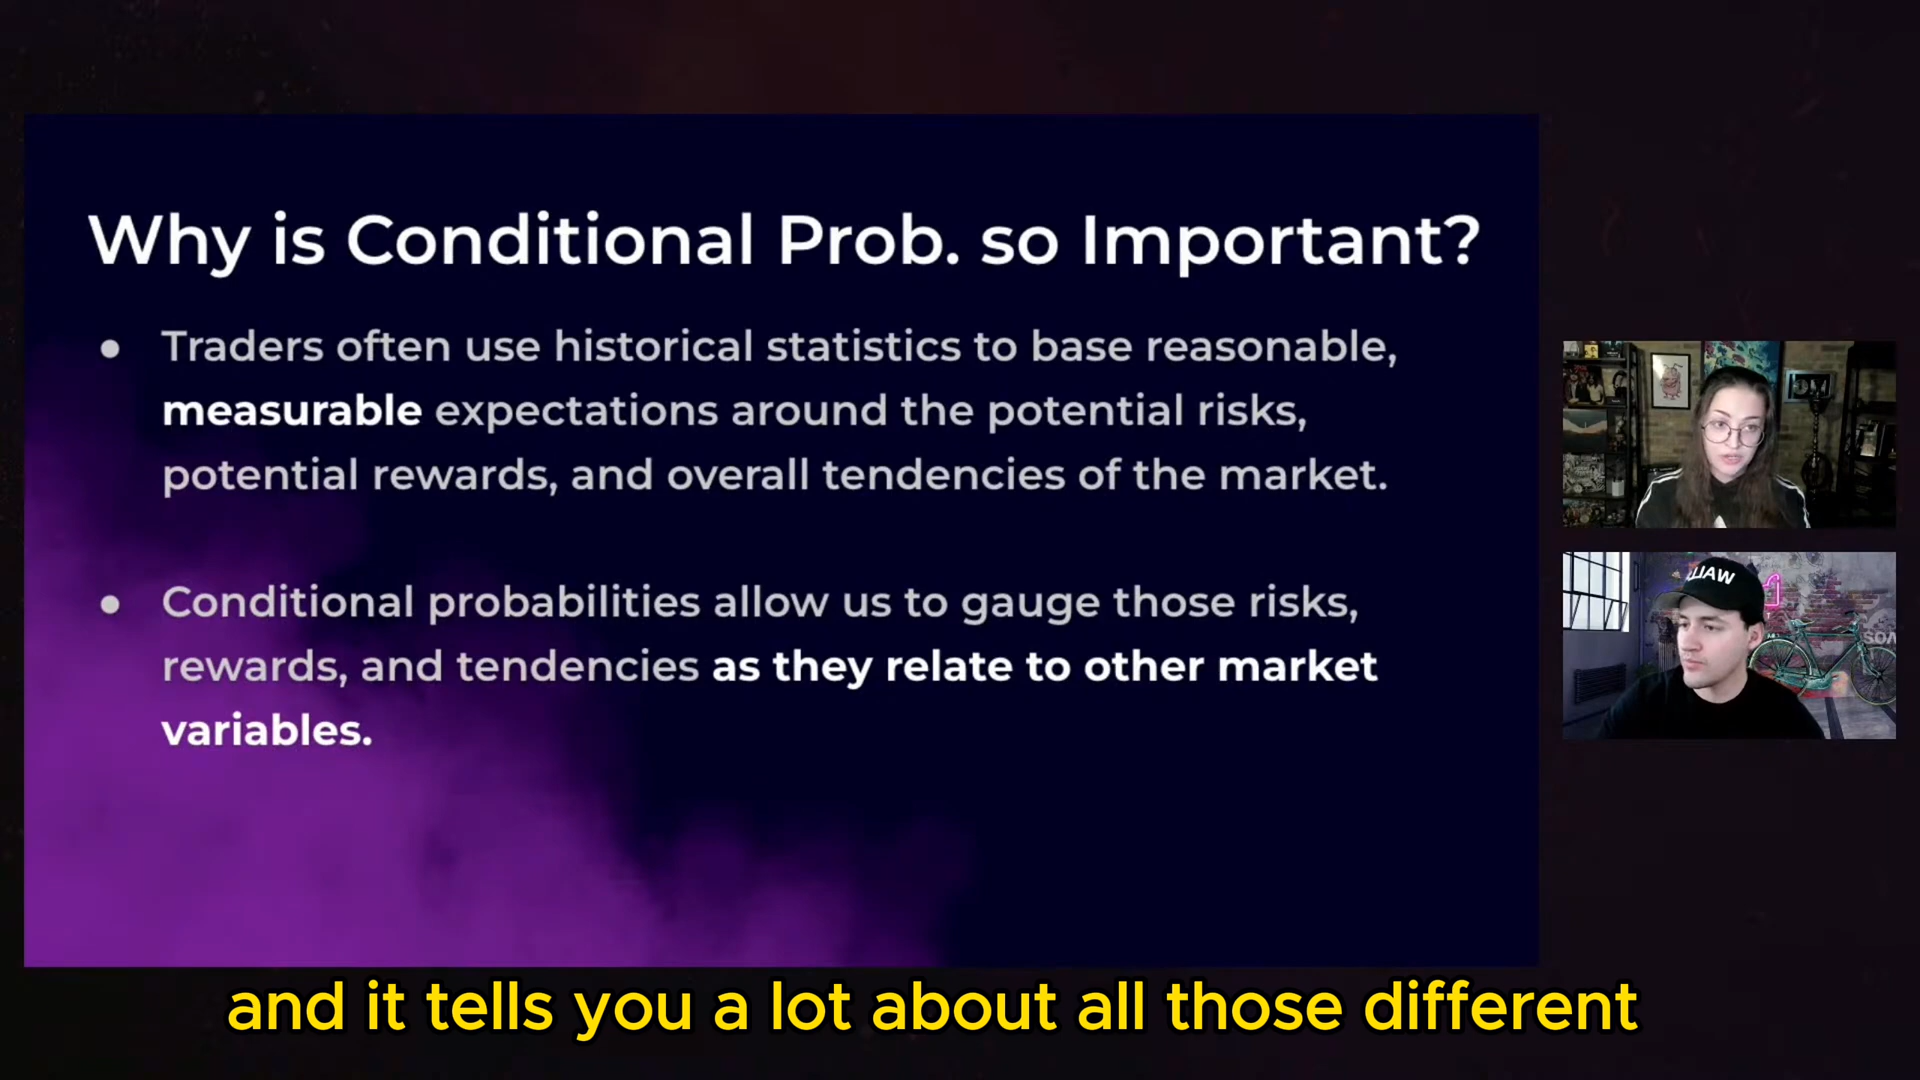 Why is Conditional Prob. so Important?
● Traders often use historical statistics to base reasonable,
measurable expectations around the potential risks,
potential rewards, and overall tendencies of the market.
● Conditional probabilities allow us to gauge those risks,
rewards, and tendencies as they relate to other market
variables.
and it tells you a lot about all those different